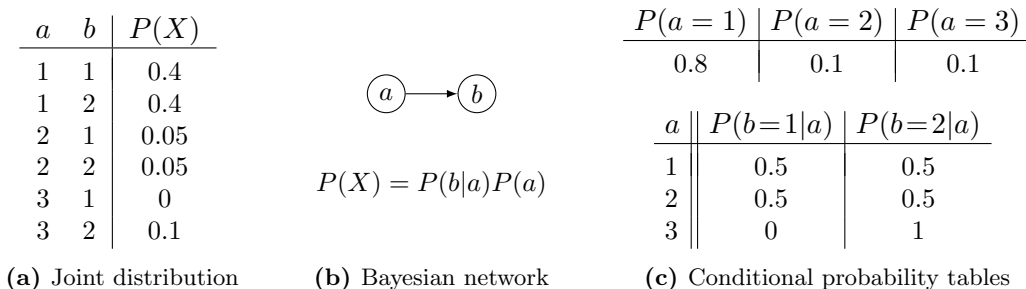 a b P(X)
1 1 0.4
1 2 0.4
2 1 0.05
2 2 0.05
3 1 0
3 2 0.1
(a) Joint distribution
a b
P(X) = P(b|a)P(a)
(b) Bayesian network
P(a = 1) P(a = 2) P(a = 3)
0.8 0.1 0.1
a P(b=1|a) P(b=2|a)
1 0.5 0.5
2 0.5 0.5
3 0 1
(c) Conditional probability tables